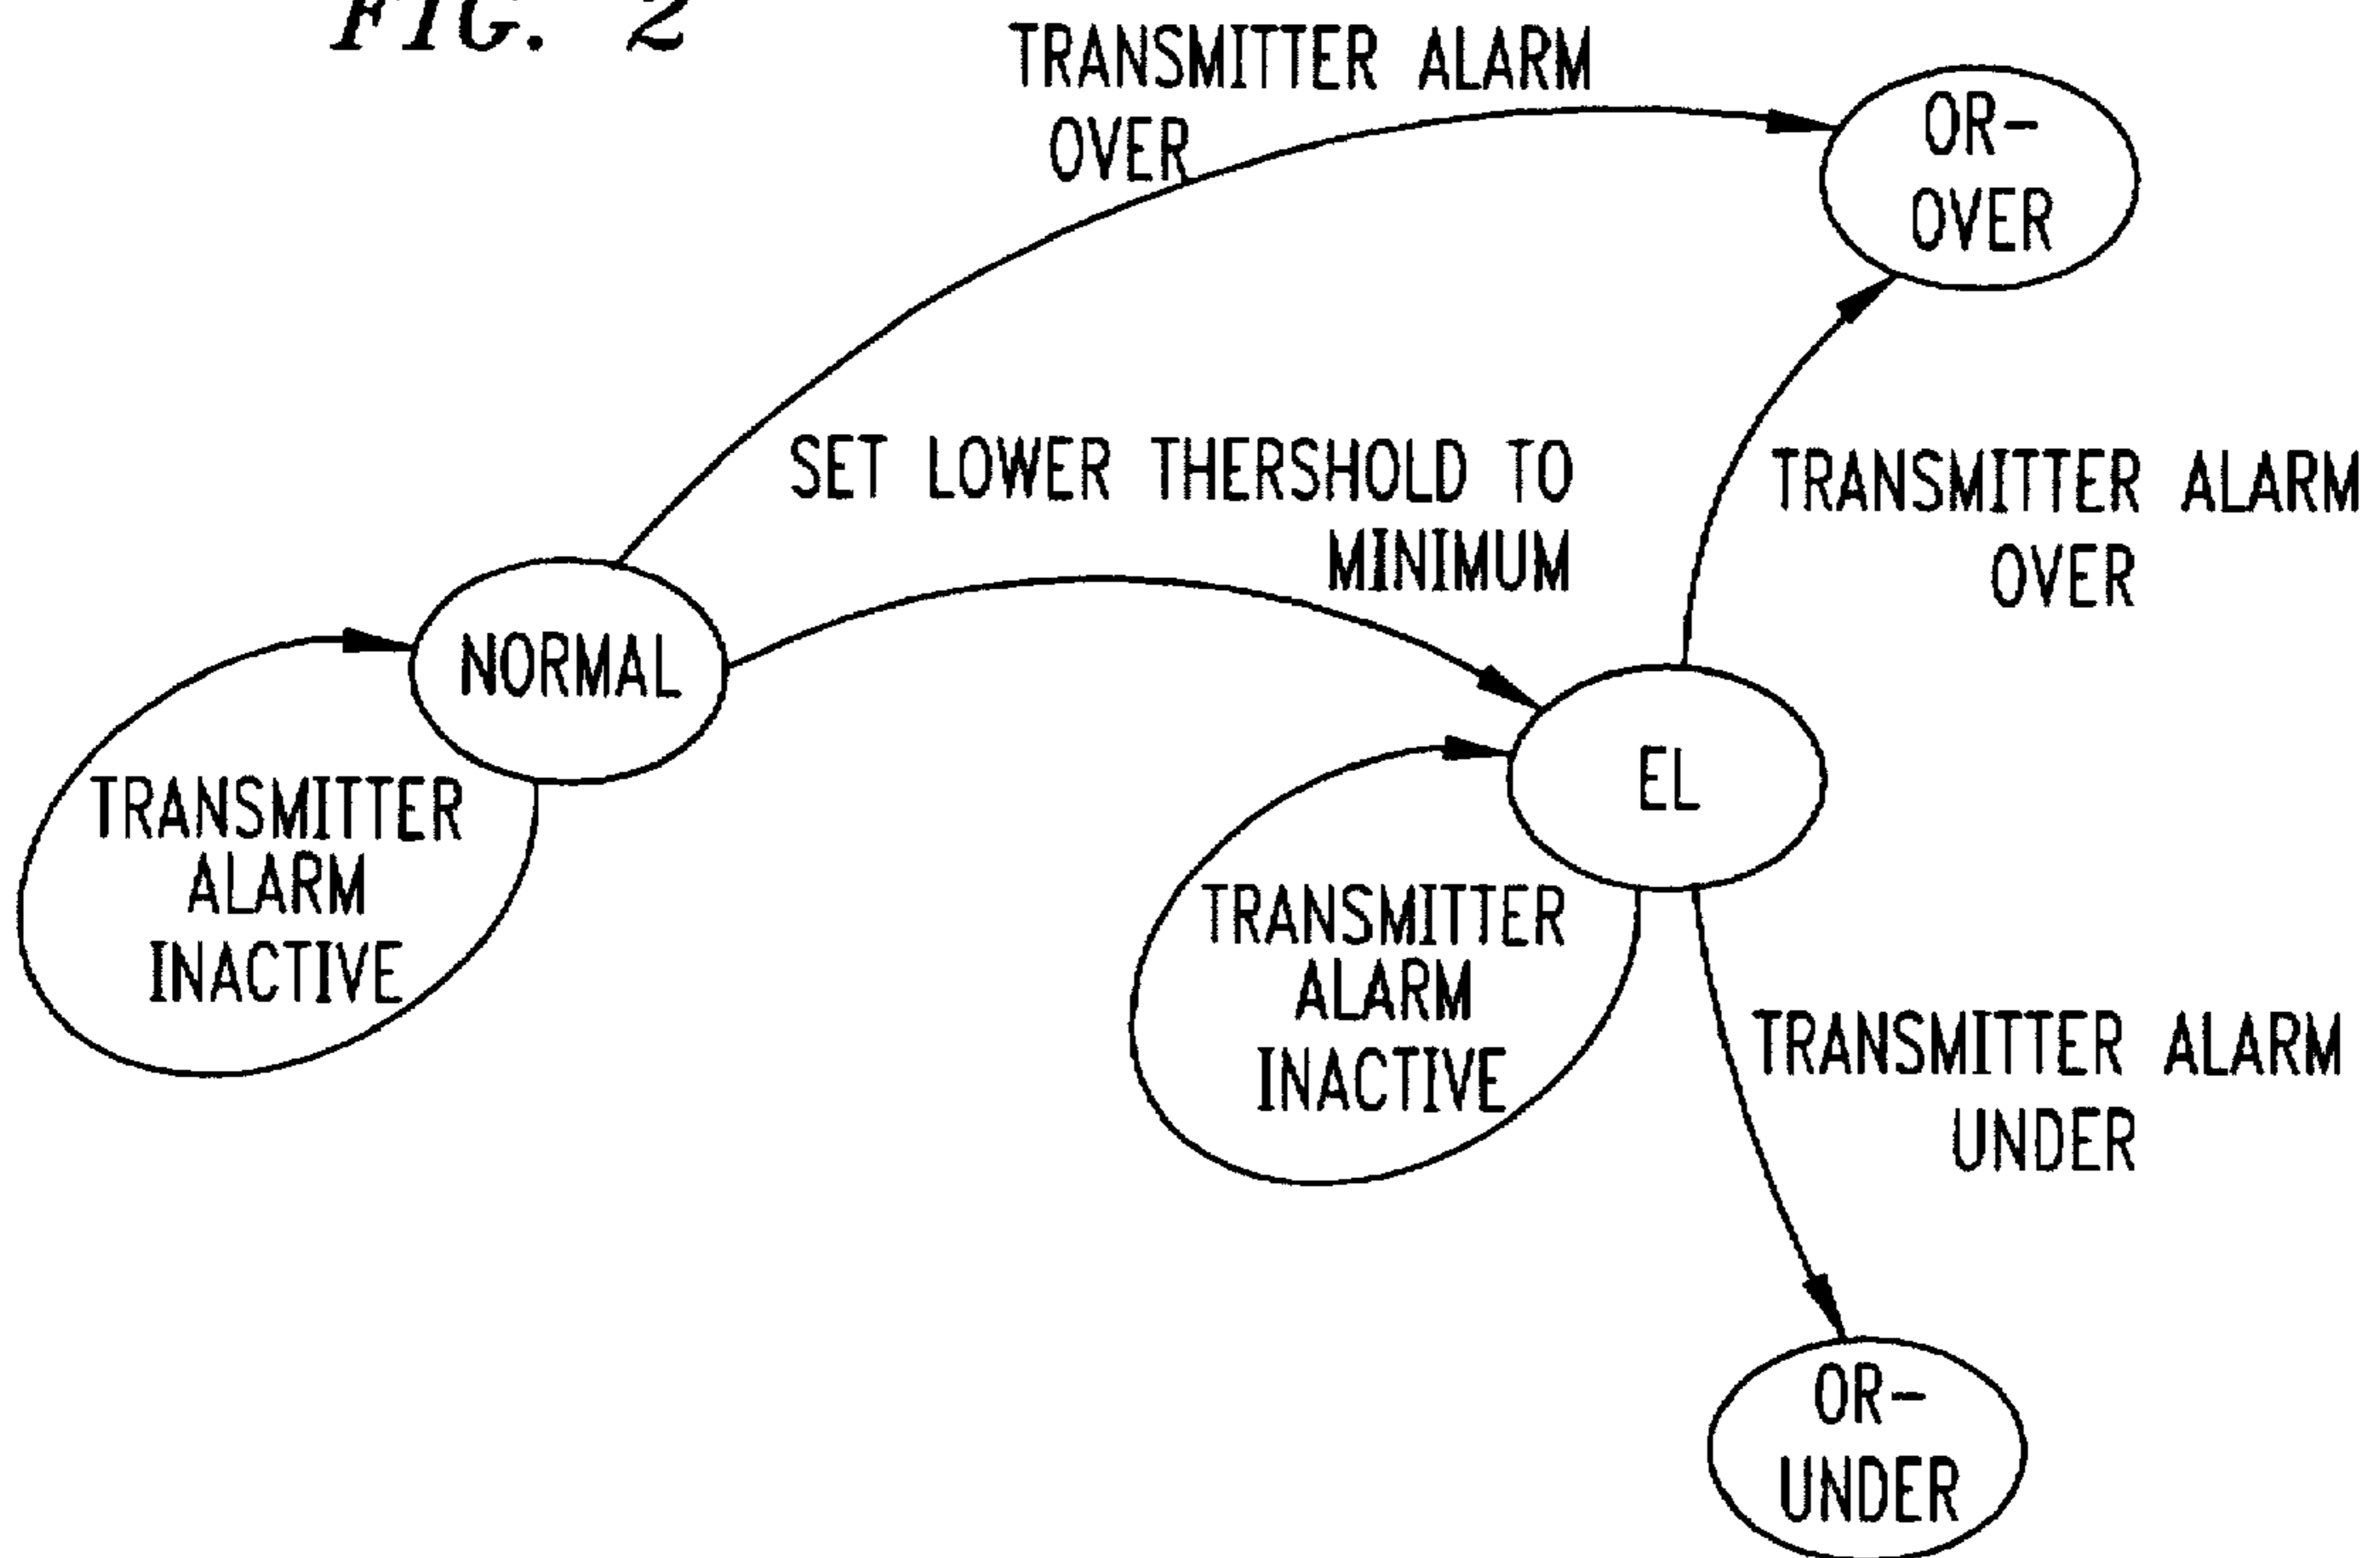 FIG. 2
TRANSMITTER ALARM
OVER
OR-
OVER
SET LOWER THERSHOLD TO
MINIMUM
TRANSMITTER ALARM
OVER
NORMAL
EL
TRANSMITTER
ALARM
INACTIVE
TRANSMITTER
ALARM
INACTIVE
TRANSMITTER ALARM
UNDER
OR-
UNDER